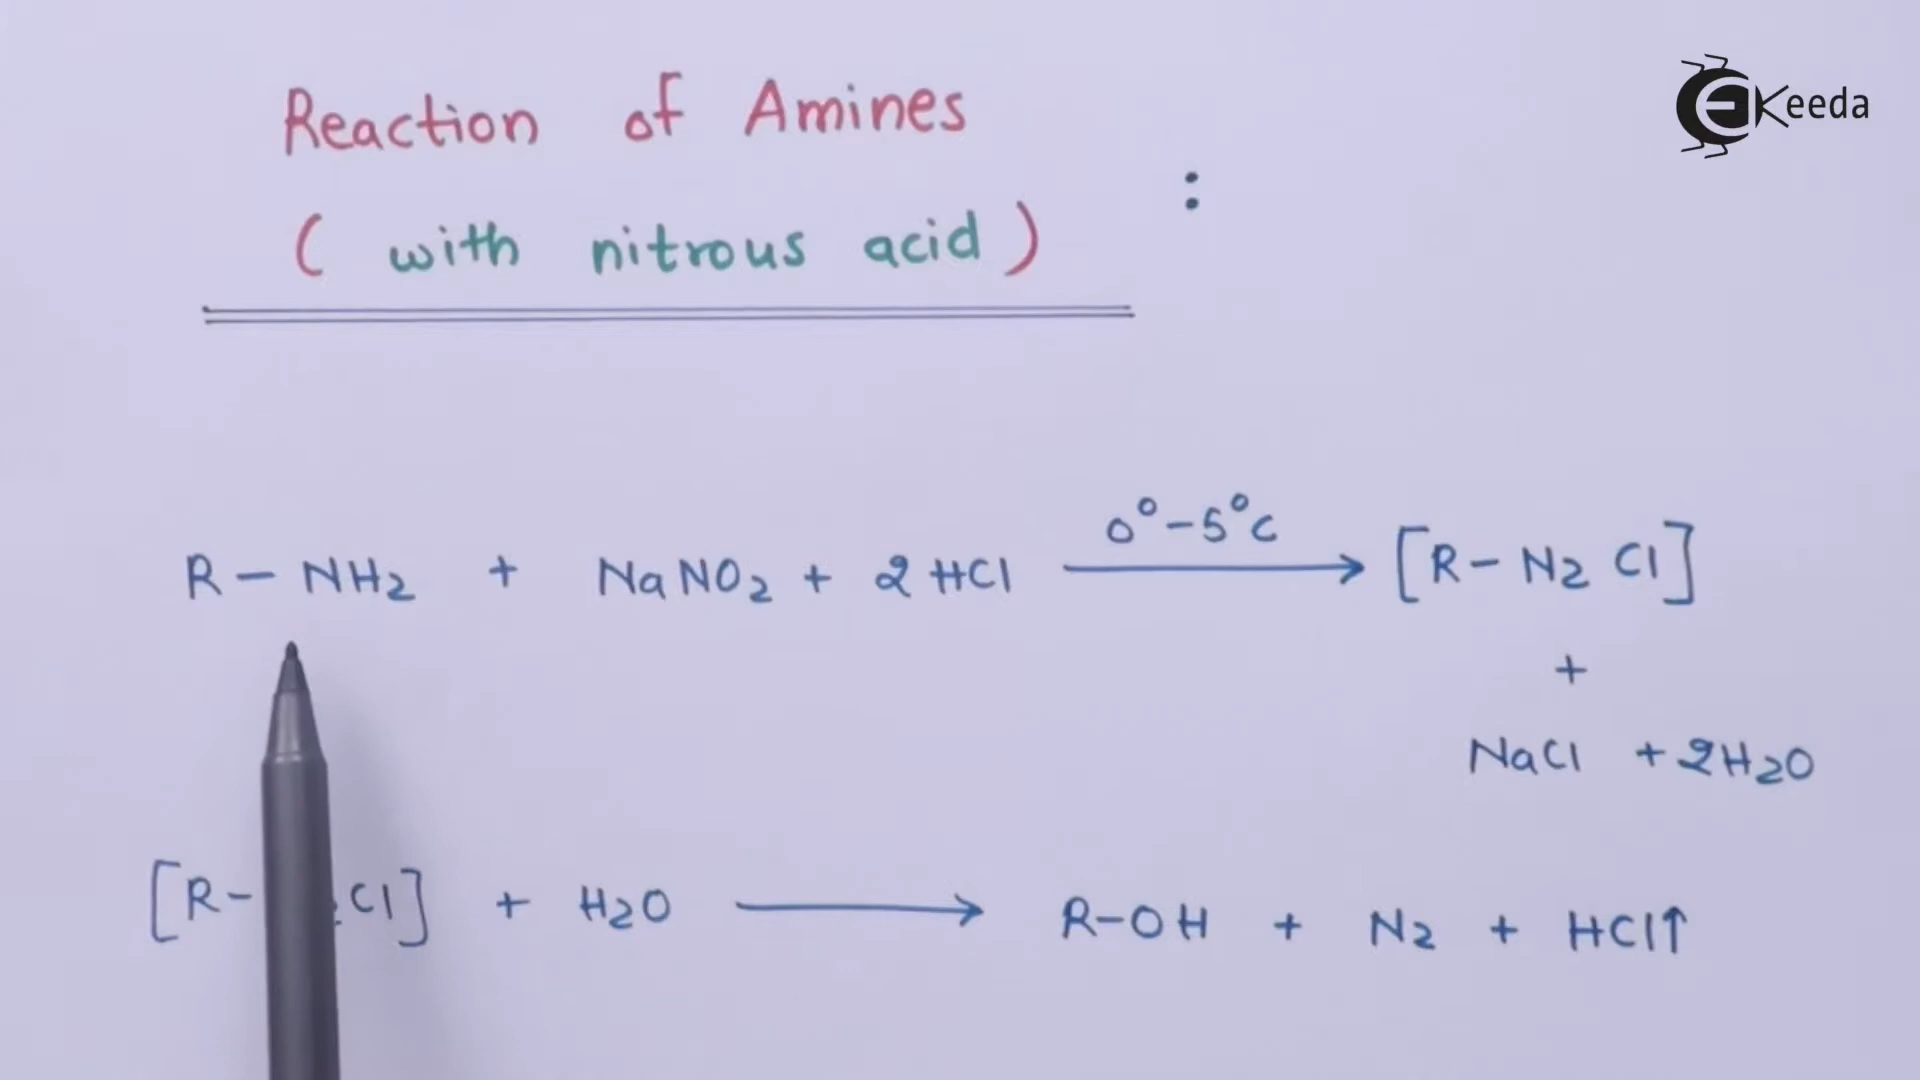 EKeeda
Reaction of Amines
( with nitrous acid ) :
R - NH2 + NaNO2 + 2 HCl 0° - 5°C → [R - N2 Cl]
+
NaCl + 2H2O
[R - Cl] + H2O → R-OH + N2 + HCl↑